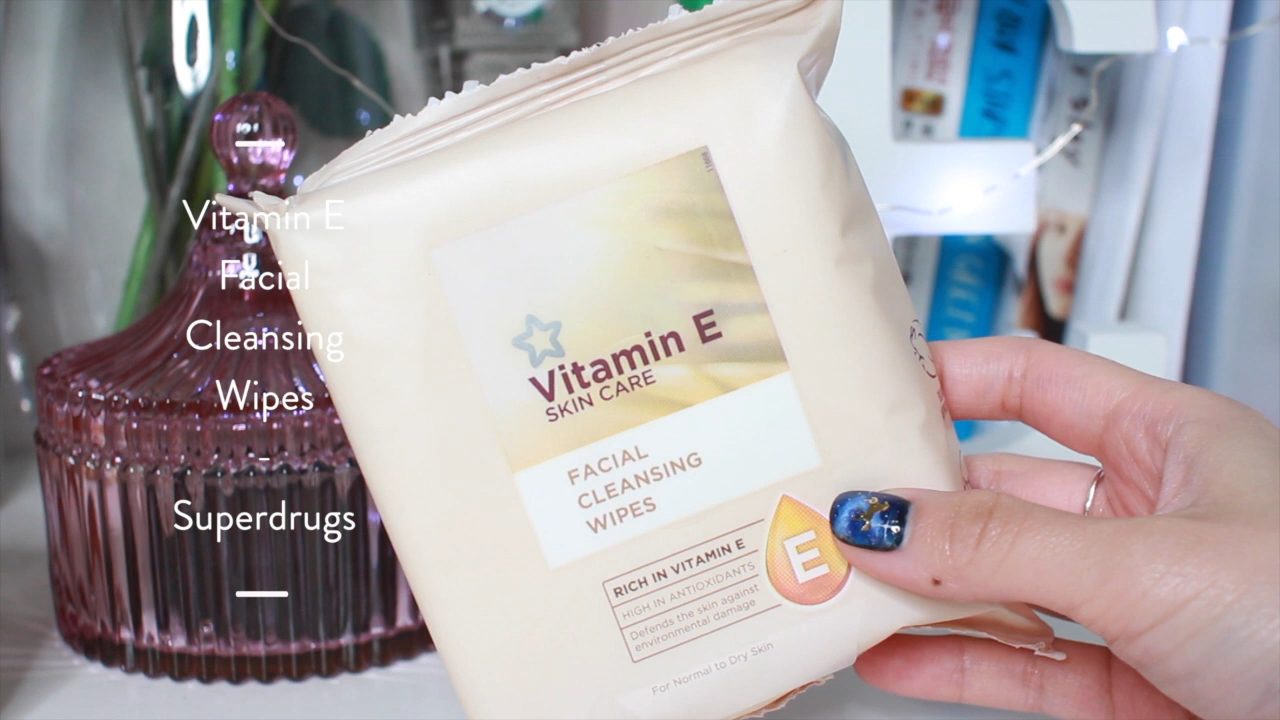 Vitamin E
Facial
Cleansing
Wipes
-
Superdrugs
Vitamin E
SKIN CARE
FACIAL
CLEANSING
WIPES
RICH IN VITAMIN E
HIGH IN ANTIOXIDANTS
Defends the skin against
environmental damage
E
For Normal to Dry Skin